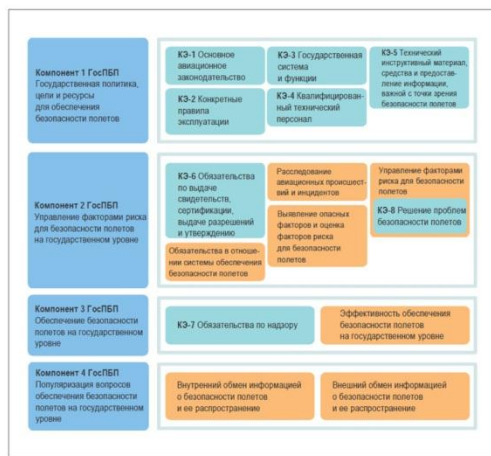 Компонент 1 ГосПБП
Государственная политика,
цели и ресурсы
для обеспечения
безопасности полетов
КЭ-1 Основное
авиационное
законодательство
КЭ-2 Конкретные
правила
эксплуатации
КЭ-3 Государственная
система
и функции
КЭ-4 Квалифицирован-
ный технический
персонал
КЭ-5 Технический
инструктивный материал,
средства и предостав-
ление информации,
важной с точки зрения
безопасности полетов
Компонент 2 ГосПБП
Управление факторами риска
для безопасности полетов
на государственном уровне
КЭ-6 Обязательства
по выдаче
свидетельств,
сертификации,
выдаче разрешений
и утверждению
Обязательства в отноше-
нии системы обеспечения
безопасности полетов
Расследование
авиационных происшест-
вий и инцидентов
Выявление опасных
факторов и оценка
факторов риска
для безопасности
полетов
Управление факторами
риска для безопасности
полетов
КЭ-8 Решение проблем
безопасности полетов
Компонент 3 ГосПБП
Обеспечение безопасности
полетов на государственном
уровне
КЭ-7 Обязательства по надзору
Эффективность обеспечения
безопасности полетов
на государственном уровне
Компонент 4 ГосПБП
Популяризация вопросов
обеспечения безопасности
полетов на государственном
уровне
Внутренний обмен информацией
о безопасности полетов
и ее распространение
Внешний обмен информацией
о безопасности полетов
и ее распространение